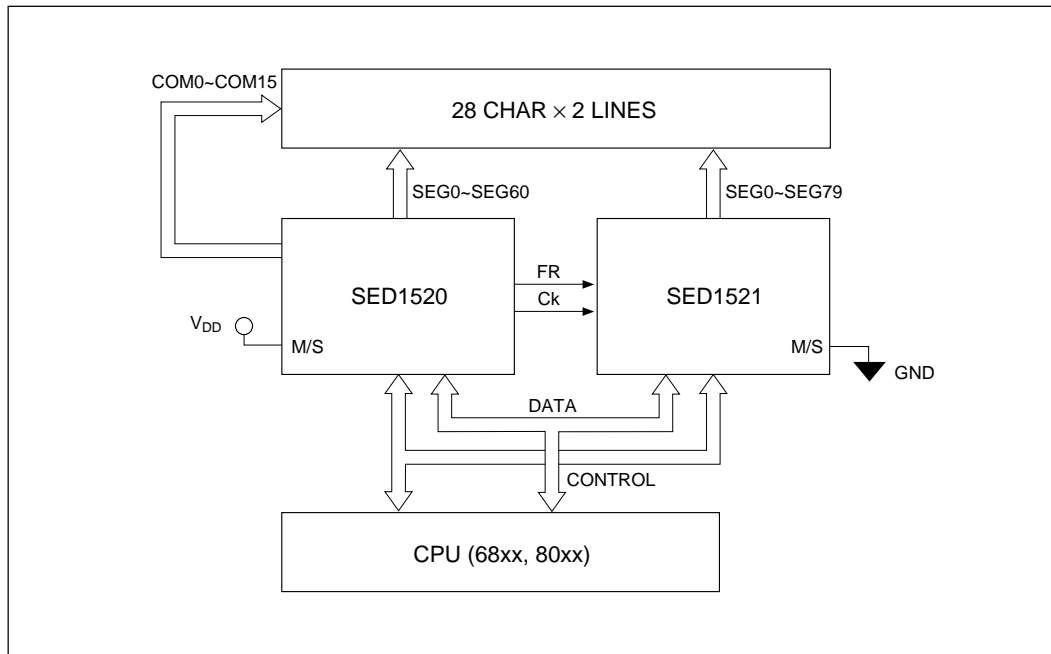 COM0~COM15
28 CHAR × 2 LINES
SEG0~SEG60
SEG0~SEG79
SED1520
FR
Ck
SED1521
VDD
M/S
M/S
GND
DATA
CONTROL
CPU (68xx, 80xx)